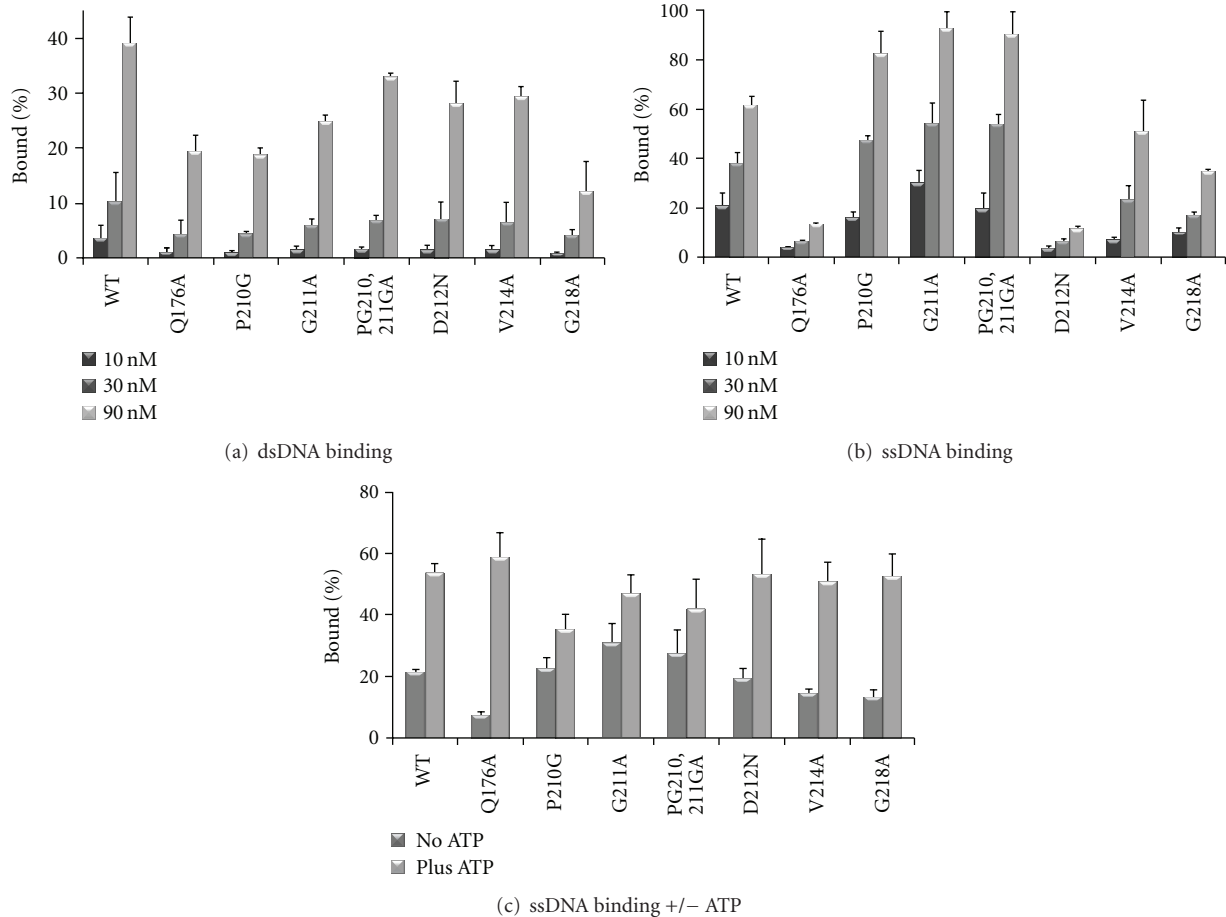 40
30
20
10
0
Bound (%)
WT
Q176A
P210G
G211A
PG210,
211GA
D212N
V214A
G218A
10 nM
30 nM
90 nM
(a) dsDNA binding
100
80
60
40
20
0
Bound (%)
WT
Q176A
P210G
G211A
PG210,
211GA
D212N
V214A
G218A
10 nM
30 nM
90 nM
(b) ssDNA binding
80
60
40
20
0
Bound (%)
WT
Q176A
P210G
G211A
PG210,
211GA
D212N
V214A
G218A
No ATP
Plus ATP
(c) ssDNA binding +/− ATP